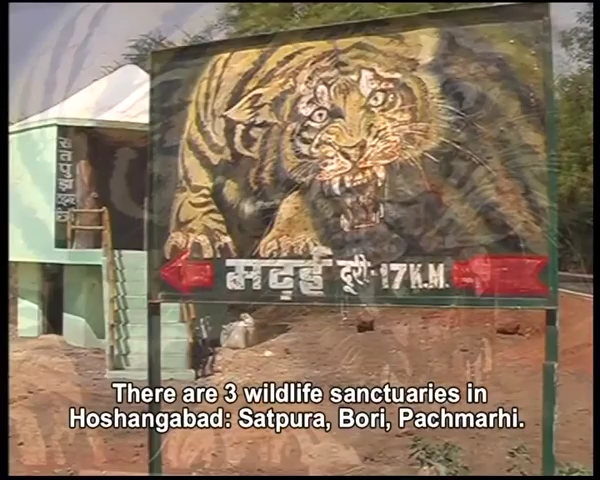 मढ़ई दूरी-17K.M.
There are 3 wildlife sanctuaries in
Hoshangabad: Satpura, Bori, Pachmarhi.